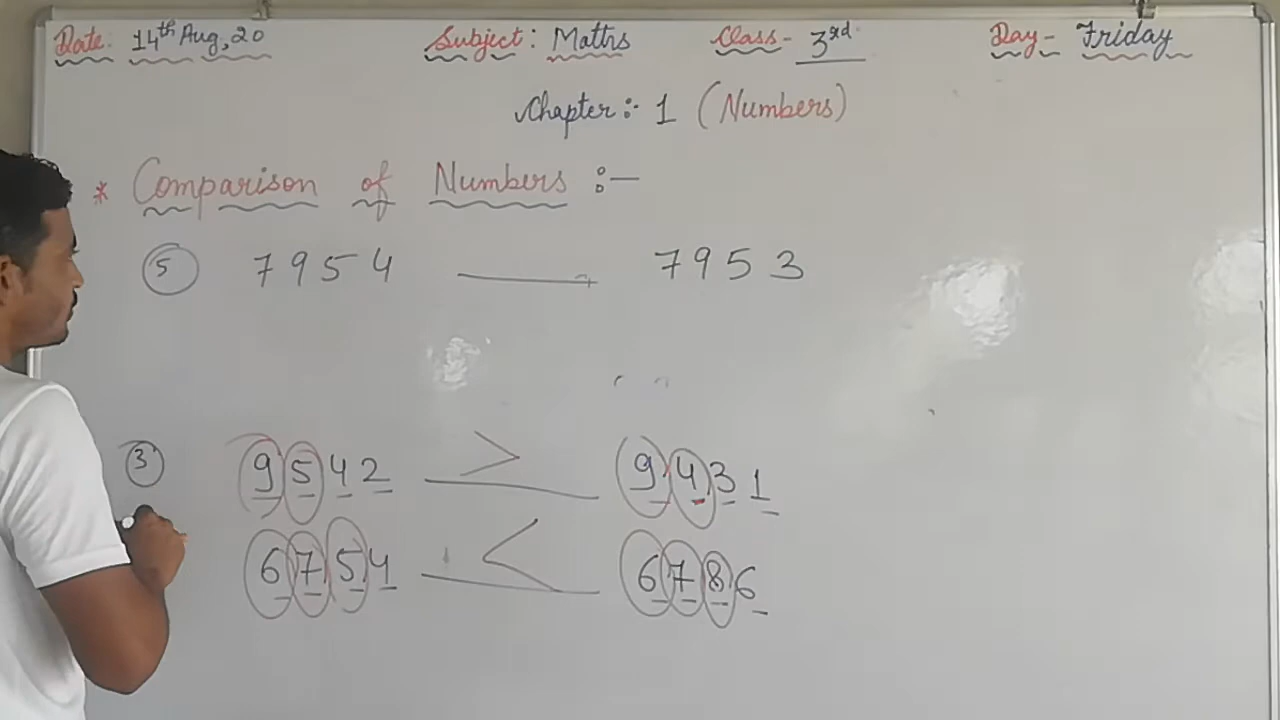 Date: 14th Aug, 20 Subject: Maths Class- 3rd Day- Friday
Chapter:- 1 (Numbers)
* Comparison of Numbers :-
5 7954 ___ 7953
3 9542 > 9431
6754 < 6786